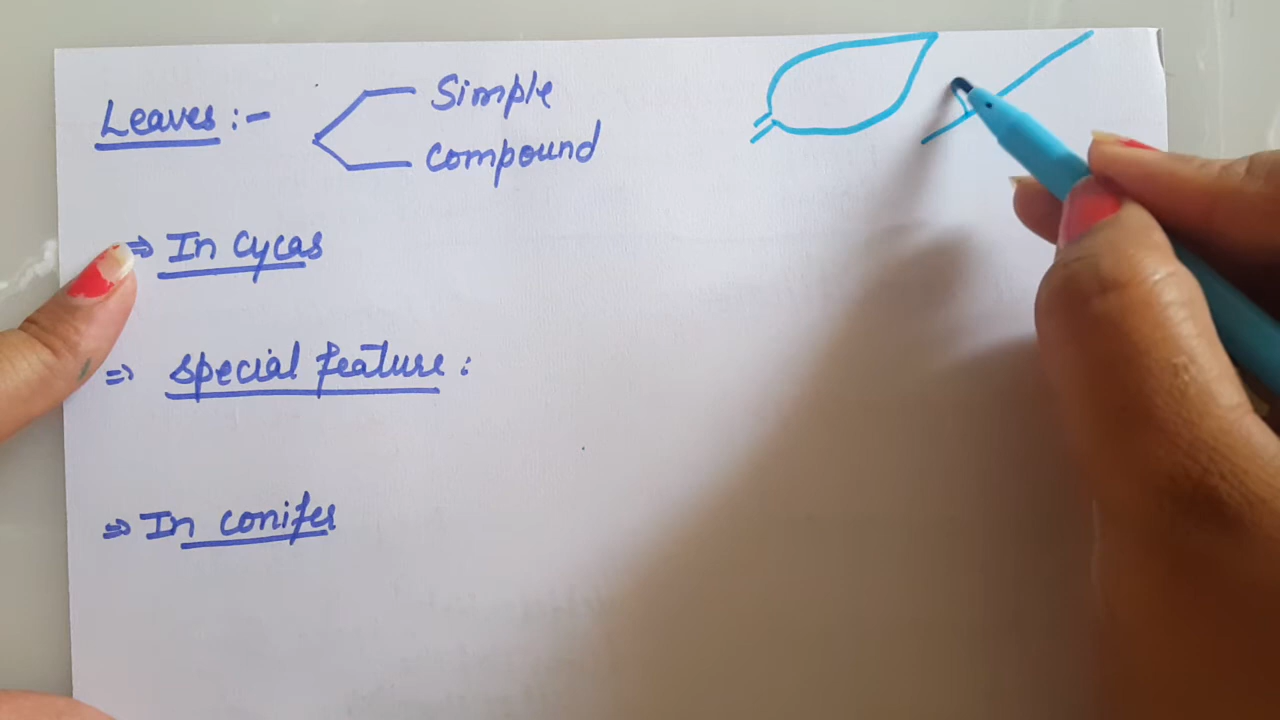 Leaves :- Simple
compound
⇒ In Cycas
⇒ special feature :
⇒ In conifer